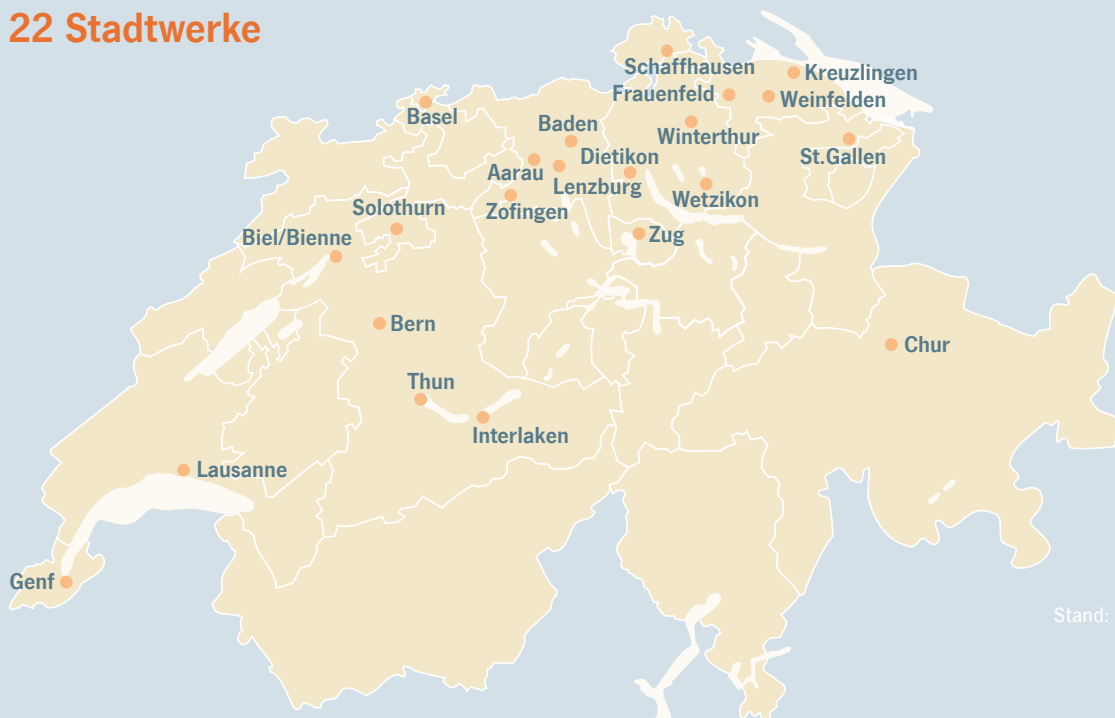 22 Stadtwerke
Schaffhausen
Kreuzlingen
Frauenfeld
Weinfelden
Basel
Baden
Winterthur
Dietikon
St.Gallen
Aarau
Lenzburg
Wetzikon
Zofingen
Solothurn
Zug
Biel/Bienne
Bern
Chur
Thun
Interlaken
Lausanne
Genf
Stand: